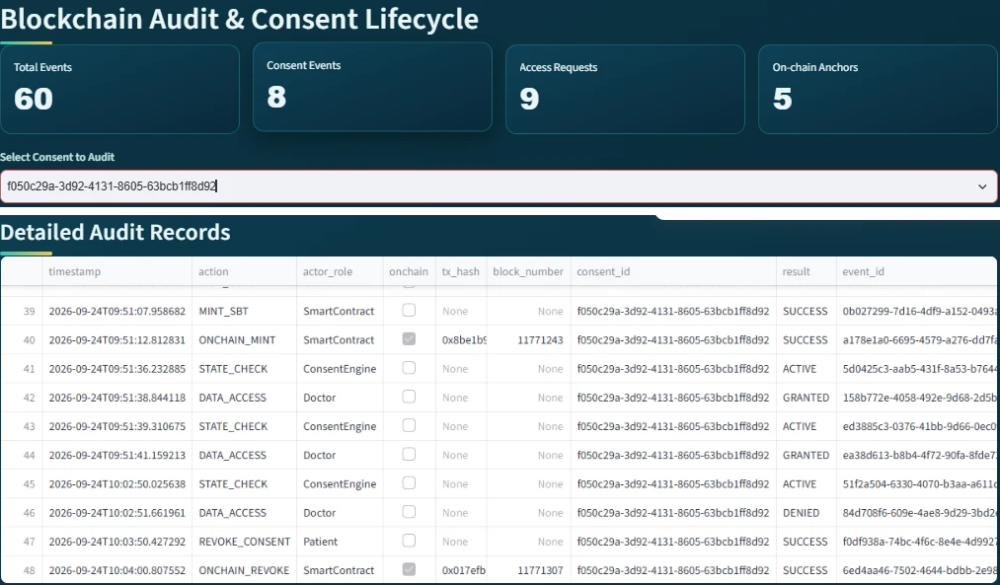 Blockchain Audit & Consent Lifecycle
Total Events
60
Consent Events
8
Access Requests
9
On-chain Anchors
5
Select Consent to Audit
f050c29a-3d92-4131-8605-63bcb1ff8d92
Detailed Audit Records
timestamp action actor_role onchain tx_hash block_number consent_id result event_id
39 2026-09-24T09:51:07.958682 MINT_SBT SmartContract None None f050c29a-3d92-4131-8605-63bcb1ff8d92 SUCCESS 0b027299-7d16-4df9-a152-0493a
40 2026-09-24T09:51:12.812831 ONCHAIN_MINT SmartContract 0x8be1b9 11771243 f050c29a-3d92-4131-8605-63bcb1ff8d92 SUCCESS a178e1a0-6695-4579-a276-dd7fa
41 2026-09-24T09:51:36.232885 STATE_CHECK ConsentEngine None None f050c29a-3d92-4131-8605-63bcb1ff8d92 ACTIVE 5d0425c3-aab5-431f-8a53-b7644
42 2026-09-24T09:51:38.844118 DATA_ACCESS Doctor None None f050c29a-3d92-4131-8605-63bcb1ff8d92 GRANTED 158b772e-4058-492e-9d68-2d5b
43 2026-09-24T09:51:39.310675 STATE_CHECK ConsentEngine None None f050c29a-3d92-4131-8605-63bcb1ff8d92 ACTIVE ed3885c3-0376-41bb-9d66-0ec0
44 2026-09-24T09:51:41.159213 DATA_ACCESS Doctor None None f050c29a-3d92-4131-8605-63bcb1ff8d92 GRANTED ea38d613-b8b4-4f72-90fa-8fde7
45 2026-09-24T10:02:50.025638 STATE_CHECK ConsentEngine None None f050c29a-3d92-4131-8605-63bcb1ff8d92 ACTIVE 51f2a504-6330-4070-b3aa-a611
46 2026-09-24T10:02:51.661961 DATA_ACCESS Doctor None None f050c29a-3d92-4131-8605-63bcb1ff8d92 DENIED 84d708f6-609e-4ae8-9d29-3bd2
47 2026-09-24T10:03:50.427292 REVOKE_CONSENT Patient None None f050c29a-3d92-4131-8605-63bcb1ff8d92 SUCCESS f0df938a-74bc-4f6c-8e4e-4d9927
48 2026-09-24T10:04:00.807552 ONCHAIN_REVOKE SmartContract 0x017efb 11771307 f050c29a-3d92-4131-8605-63bcb1ff8d92 SUCCESS 6ed4aa46-7502-4644-bdbb-2e98